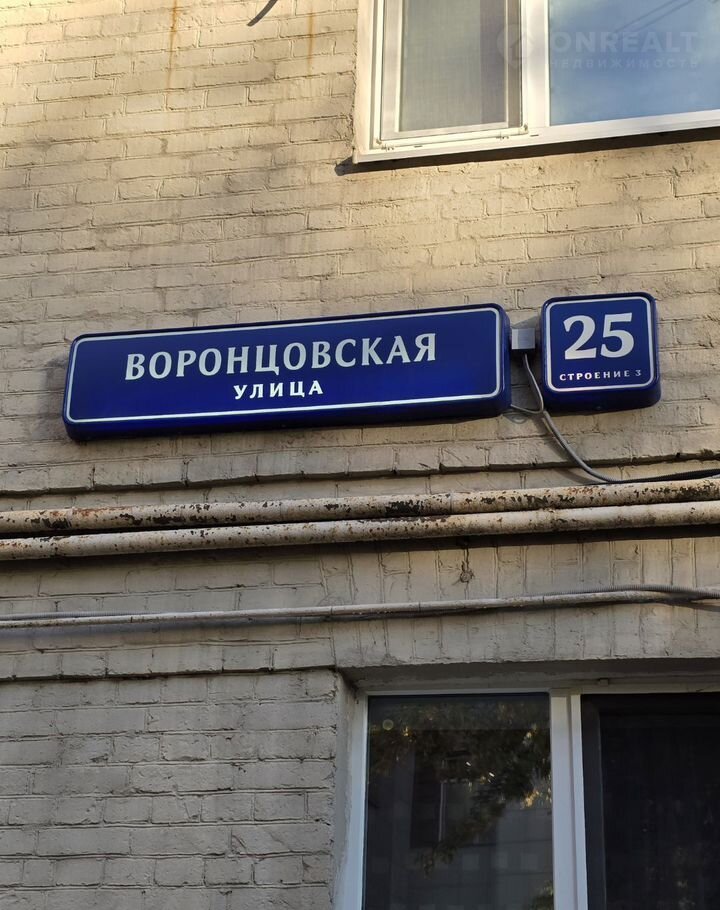 ONREALT
НЕДВИЖИМОСТЬ
ВОРОНЦОВСКАЯ
УЛИЦА
25
СТРОЕНИЕ 3